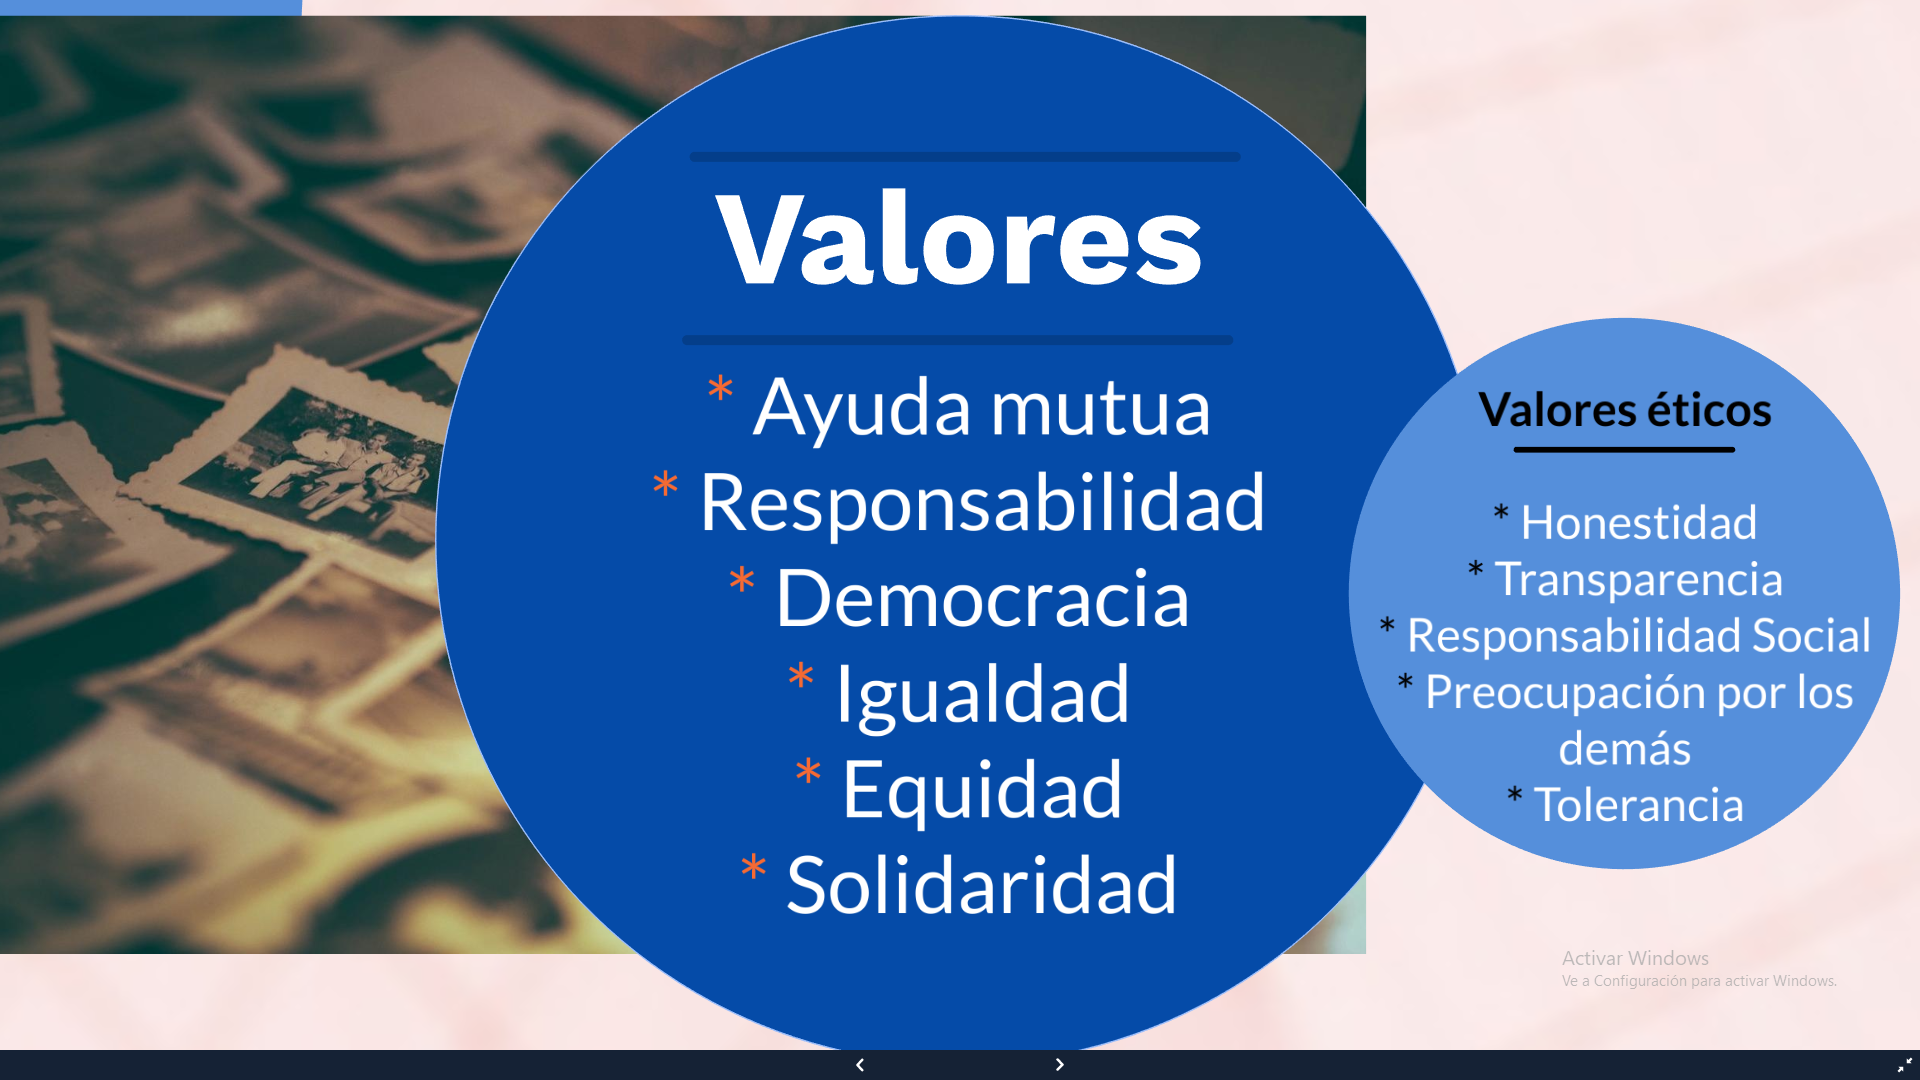 Valores
* Ayuda mutua
* Responsabilidad
* Democracia
* Igualdad
* Equidad
* Solidaridad
Valores éticos
* Honestidad
* Transparencia
* Responsabilidad Social
* Preocupación por los
demás
* Tolerancia
Activar Windows
Ve a Configuración para activar Windows.